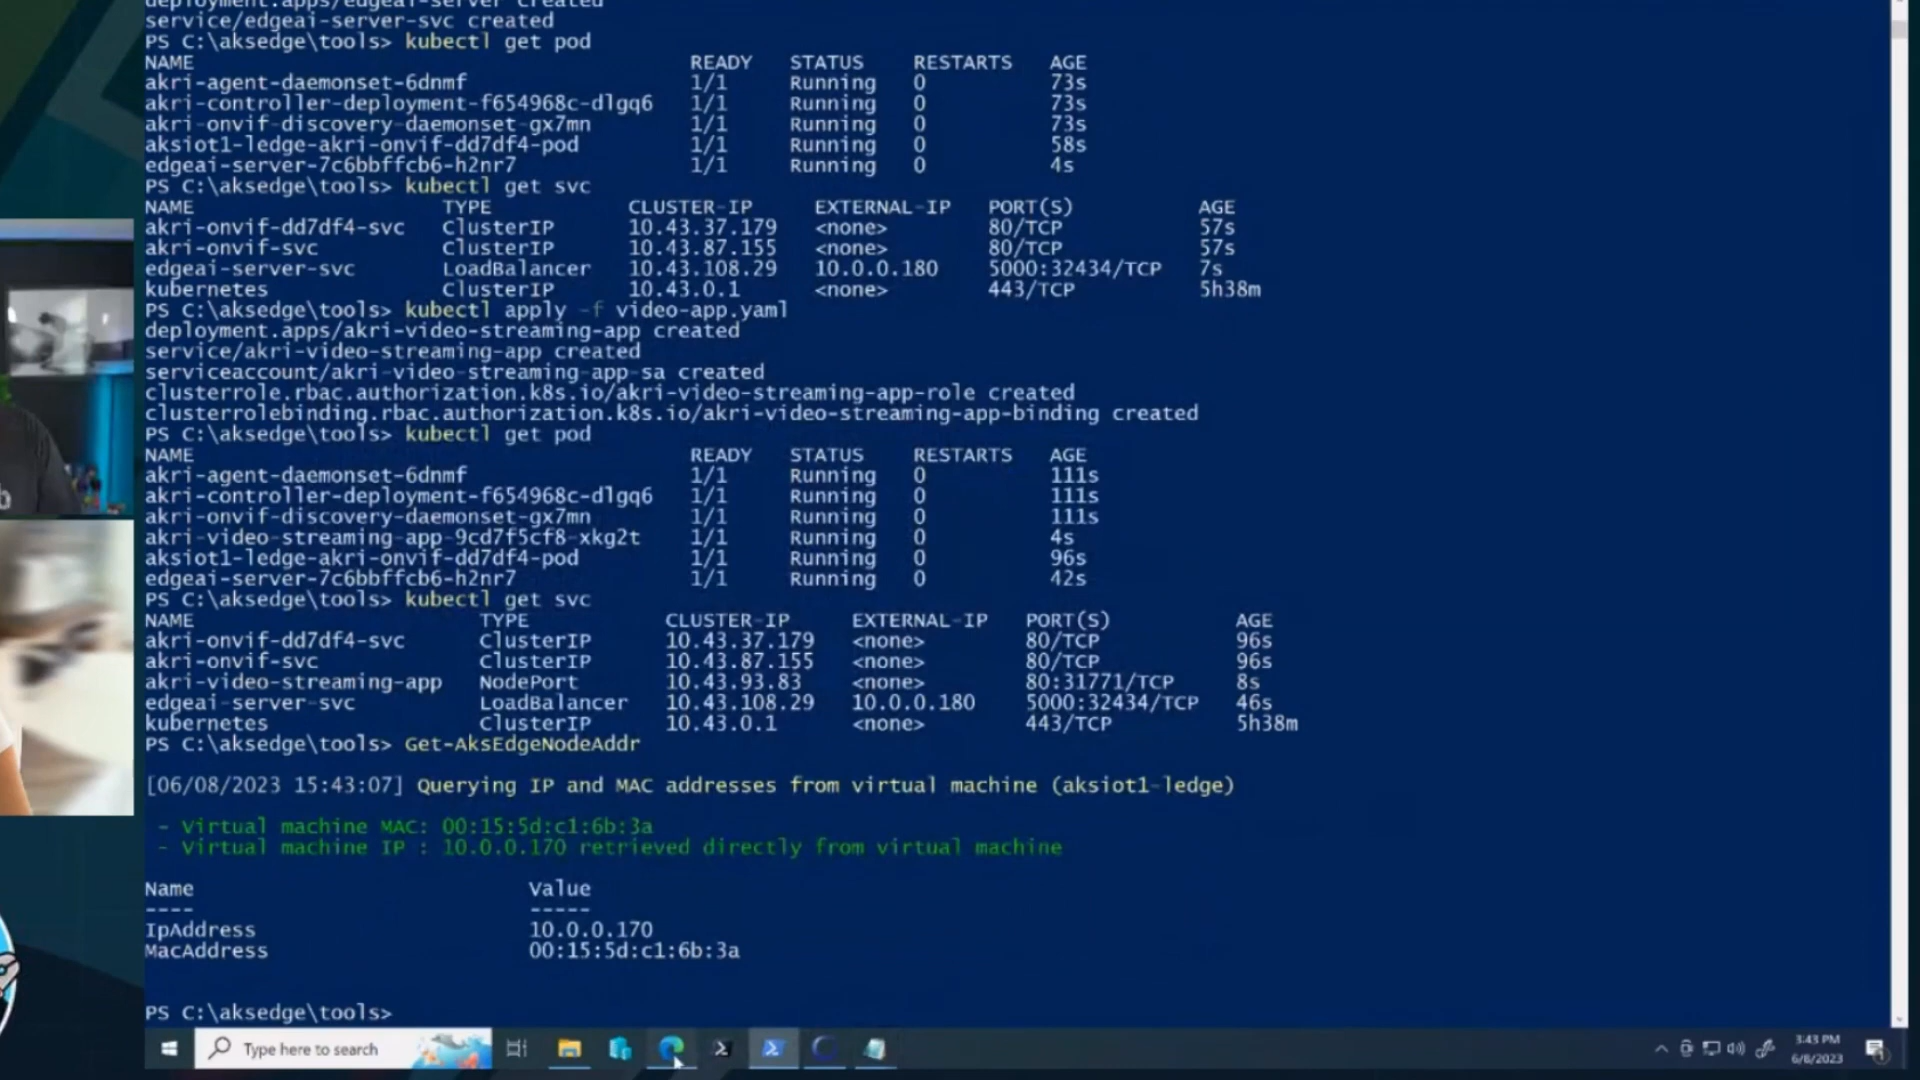 deployment.apps/edgeai-server created
service/edgeai-server-svc created
PS C:\aksedge\tools> kubectl get pod
NAME READY STATUS RESTARTS AGE
akri-agent-daemonset-6dnmf 1/1 Running 0 73s
akri-controller-deployment-f654968c-dlgq6 1/1 Running 0 73s
akri-onvif-discovery-daemonset-gx7mn 1/1 Running 0 73s
aksiot1-ledge-akri-onvif-dd7df4-pod 1/1 Running 0 58s
edgeai-server-7c6bbffcb6-h2nr7 1/1 Running 0 4s
PS C:\aksedge\tools> kubectl get svc
NAME TYPE CLUSTER-IP EXTERNAL-IP PORT(S) AGE
akri-onvif-dd7df4-svc ClusterIP 10.43.37.179 <none> 80/TCP 57s
akri-onvif-svc ClusterIP 10.43.87.155 <none> 80/TCP 57s
edgeai-server-svc LoadBalancer 10.43.108.29 10.0.0.180 5000:32434/TCP 7s
kubernetes ClusterIP 10.43.0.1 <none> 443/TCP 5h38m
PS C:\aksedge\tools> kubectl apply -f video-app.yaml
deployment.apps/akri-video-streaming-app created
service/akri-video-streaming-app created
serviceaccount/akri-video-streaming-app-sa created
clusterrole.rbac.authorization.k8s.io/akri-video-streaming-app-role created
clusterrolebinding.rbac.authorization.k8s.io/akri-video-streaming-app-binding created
PS C:\aksedge\tools> kubectl get pod
NAME READY STATUS RESTARTS AGE
akri-agent-daemonset-6dnmf 1/1 Running 0 111s
akri-controller-deployment-f654968c-dlgq6 1/1 Running 0 111s
akri-onvif-discovery-daemonset-gx7mn 1/1 Running 0 111s
akri-video-streaming-app-9cd7f5cf8-xkg2t 1/1 Running 0 4s
aksiot1-ledge-akri-onvif-dd7df4-pod 1/1 Running 0 96s
edgeai-server-7c6bbffcb6-h2nr7 1/1 Running 0 42s
PS C:\aksedge\tools> kubectl get svc
NAME TYPE CLUSTER-IP EXTERNAL-IP PORT(S) AGE
akri-onvif-dd7df4-svc ClusterIP 10.43.37.179 <none> 80/TCP 96s
akri-onvif-svc ClusterIP 10.43.87.155 <none> 80/TCP 96s
akri-video-streaming-app NodePort 10.43.93.83 <none> 80:31771/TCP 8s
edgeai-server-svc LoadBalancer 10.43.108.29 10.0.0.180 5000:32434/TCP 46s
kubernetes ClusterIP 10.43.0.1 <none> 443/TCP 5h38m
PS C:\aksedge\tools> Get-AksEdgeNodeAddr
[06/08/2023 15:43:07] Querying IP and MAC addresses from virtual machine (aksiot1-ledge)
- Virtual machine MAC: 00:15:5d:c1:6b:3a
- Virtual machine IP : 10.0.0.170 retrieved directly from virtual machine
Name Value
---- -----
IpAddress 10.0.0.170
MacAddress 00:15:5d:c1:6b:3a
PS C:\aksedge\tools>
Type here to search
3:43 PM
6/8/2023